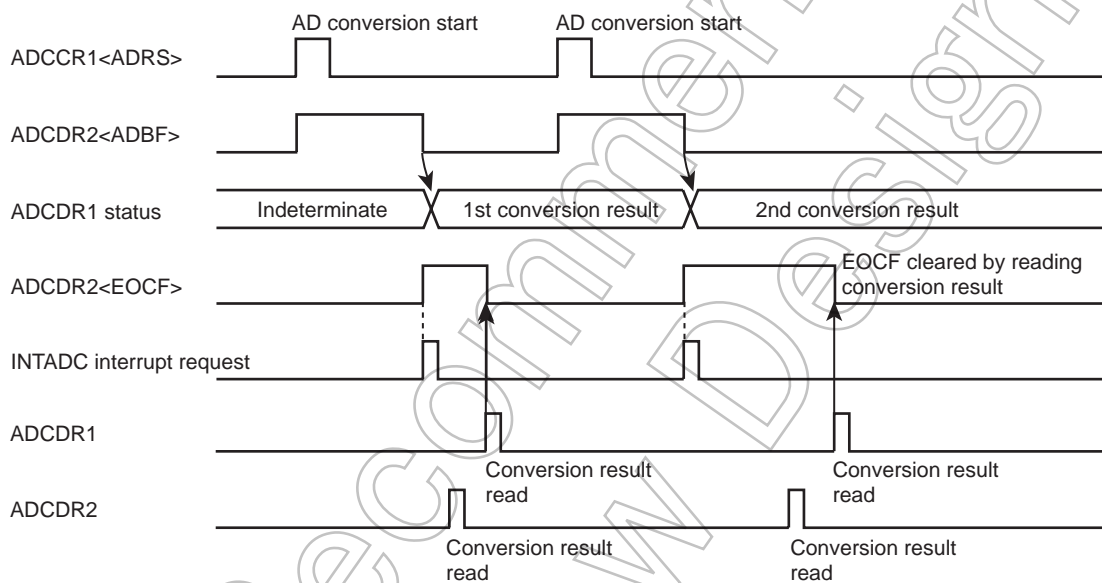 AD conversion start
AD conversion start
ADCCR1<ADRS>
ADCDR2<ADBF>
ADCDR1 status
Indeterminate
1st conversion result
2nd conversion result
ADCDR2<EOCF>
EOCF cleared by reading
conversion result
INTADC interrupt request
ADCDR1
Conversion result
read
Conversion result
read
ADCDR2
Conversion result
read
Conversion result
read